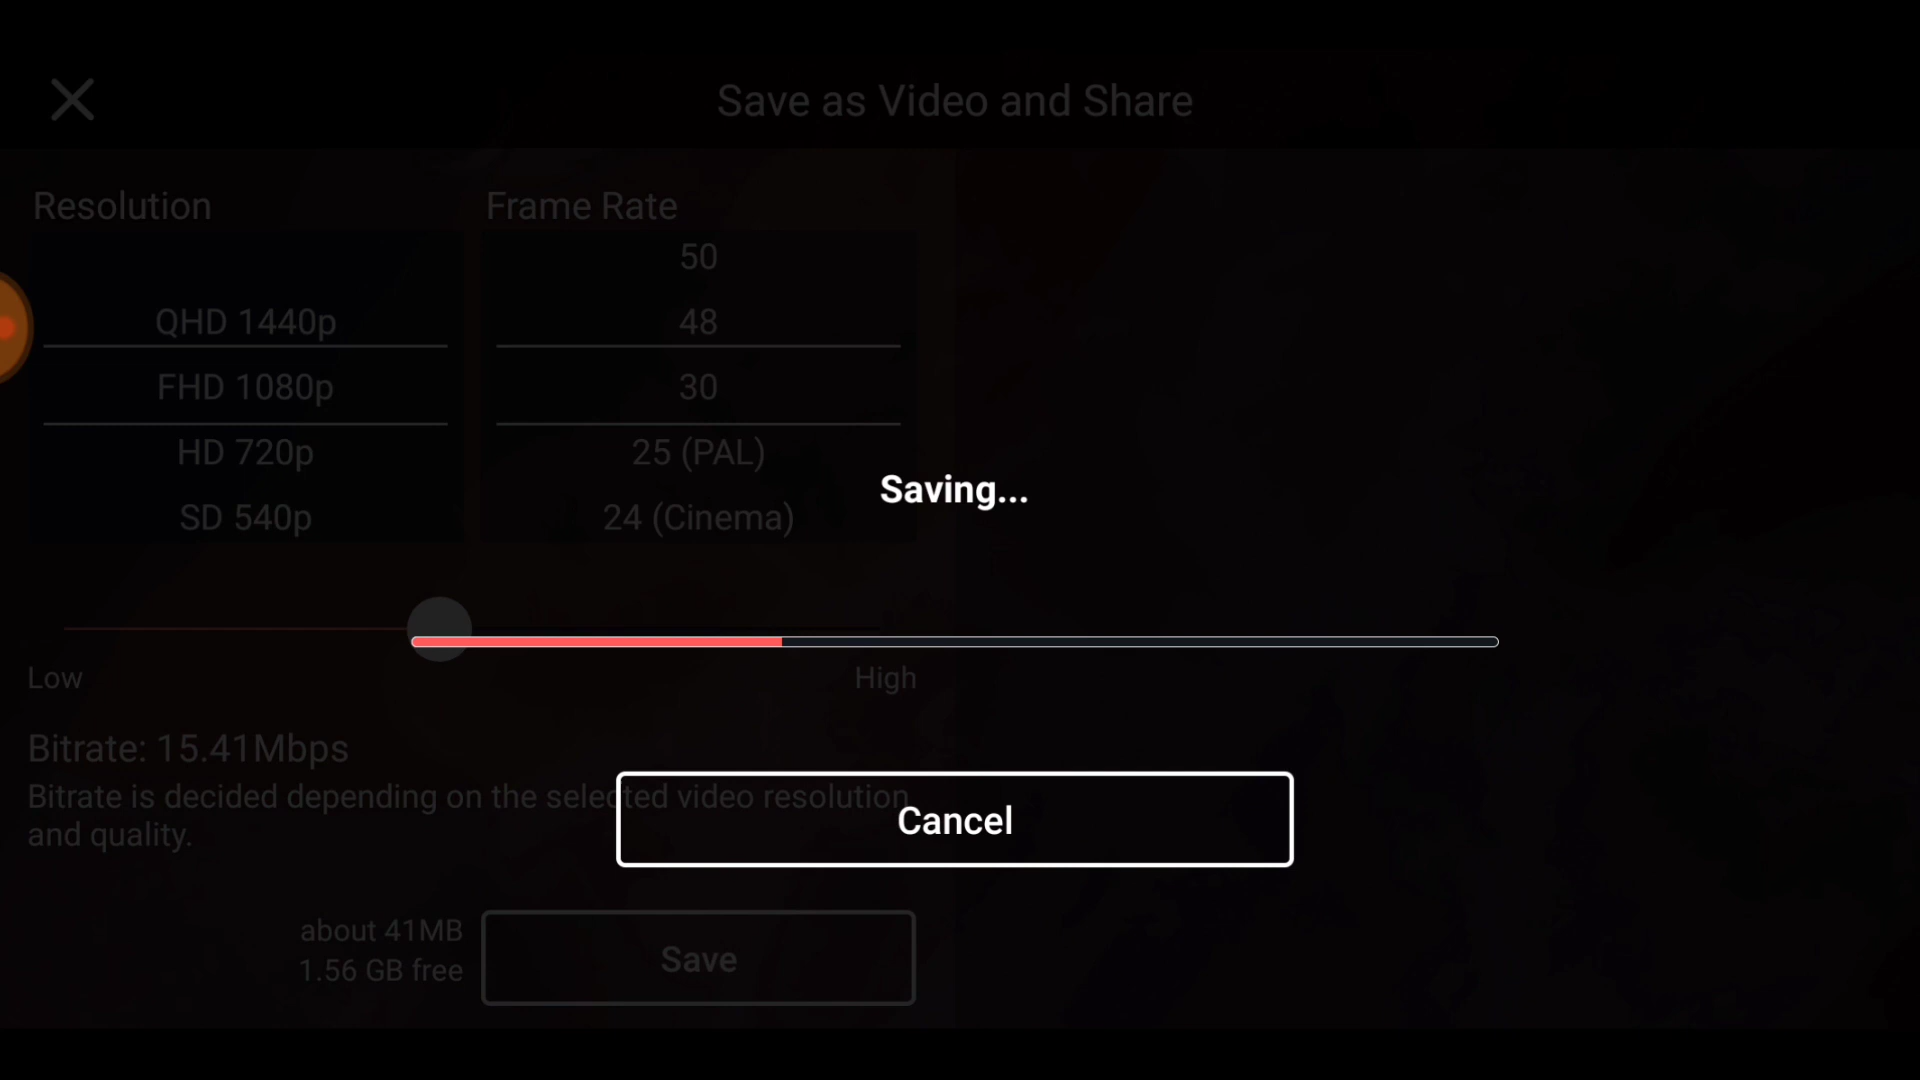 Save as Video and Share
Resolution
QHD 1440p
FHD 1080p
HD 720p
SD 540p
Frame Rate
50
48
30
25 (PAL)
24 (Cinema)
Saving...
Low
High
Bitrate: 15.41Mbps
Bitrate is decided depending on the selected video resolution
and quality.
Cancel
about 41MB
1.56 GB free
Save